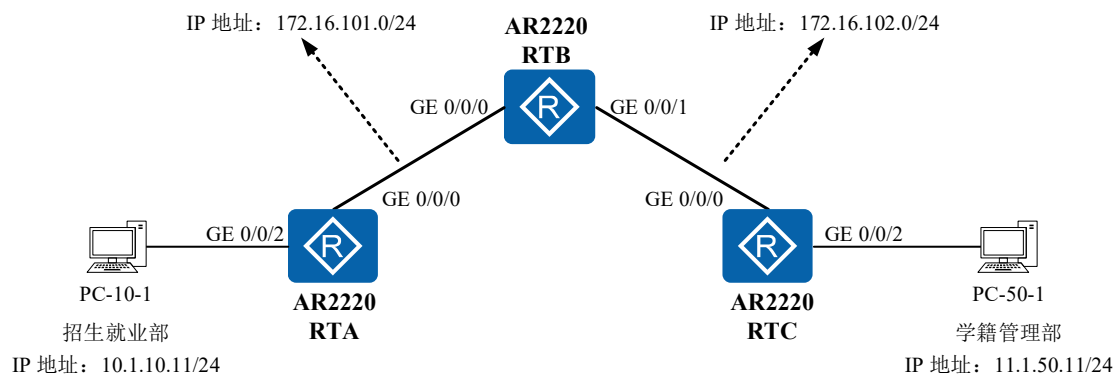 IP 地址：172.16.101.0/24
IP 地址：172.16.102.0/24
AR2220
RTB
GE 0/0/0
GE 0/0/1
R
GE 0/0/0
GE 0/0/0
GE 0/0/2
R
R
GE 0/0/2
PC-10-1
AR2220
RTA
AR2220
RTC
PC-50-1
招生就业部
学籍管理部
IP 地址：10.1.10.11/24
IP 地址：11.1.50.11/24